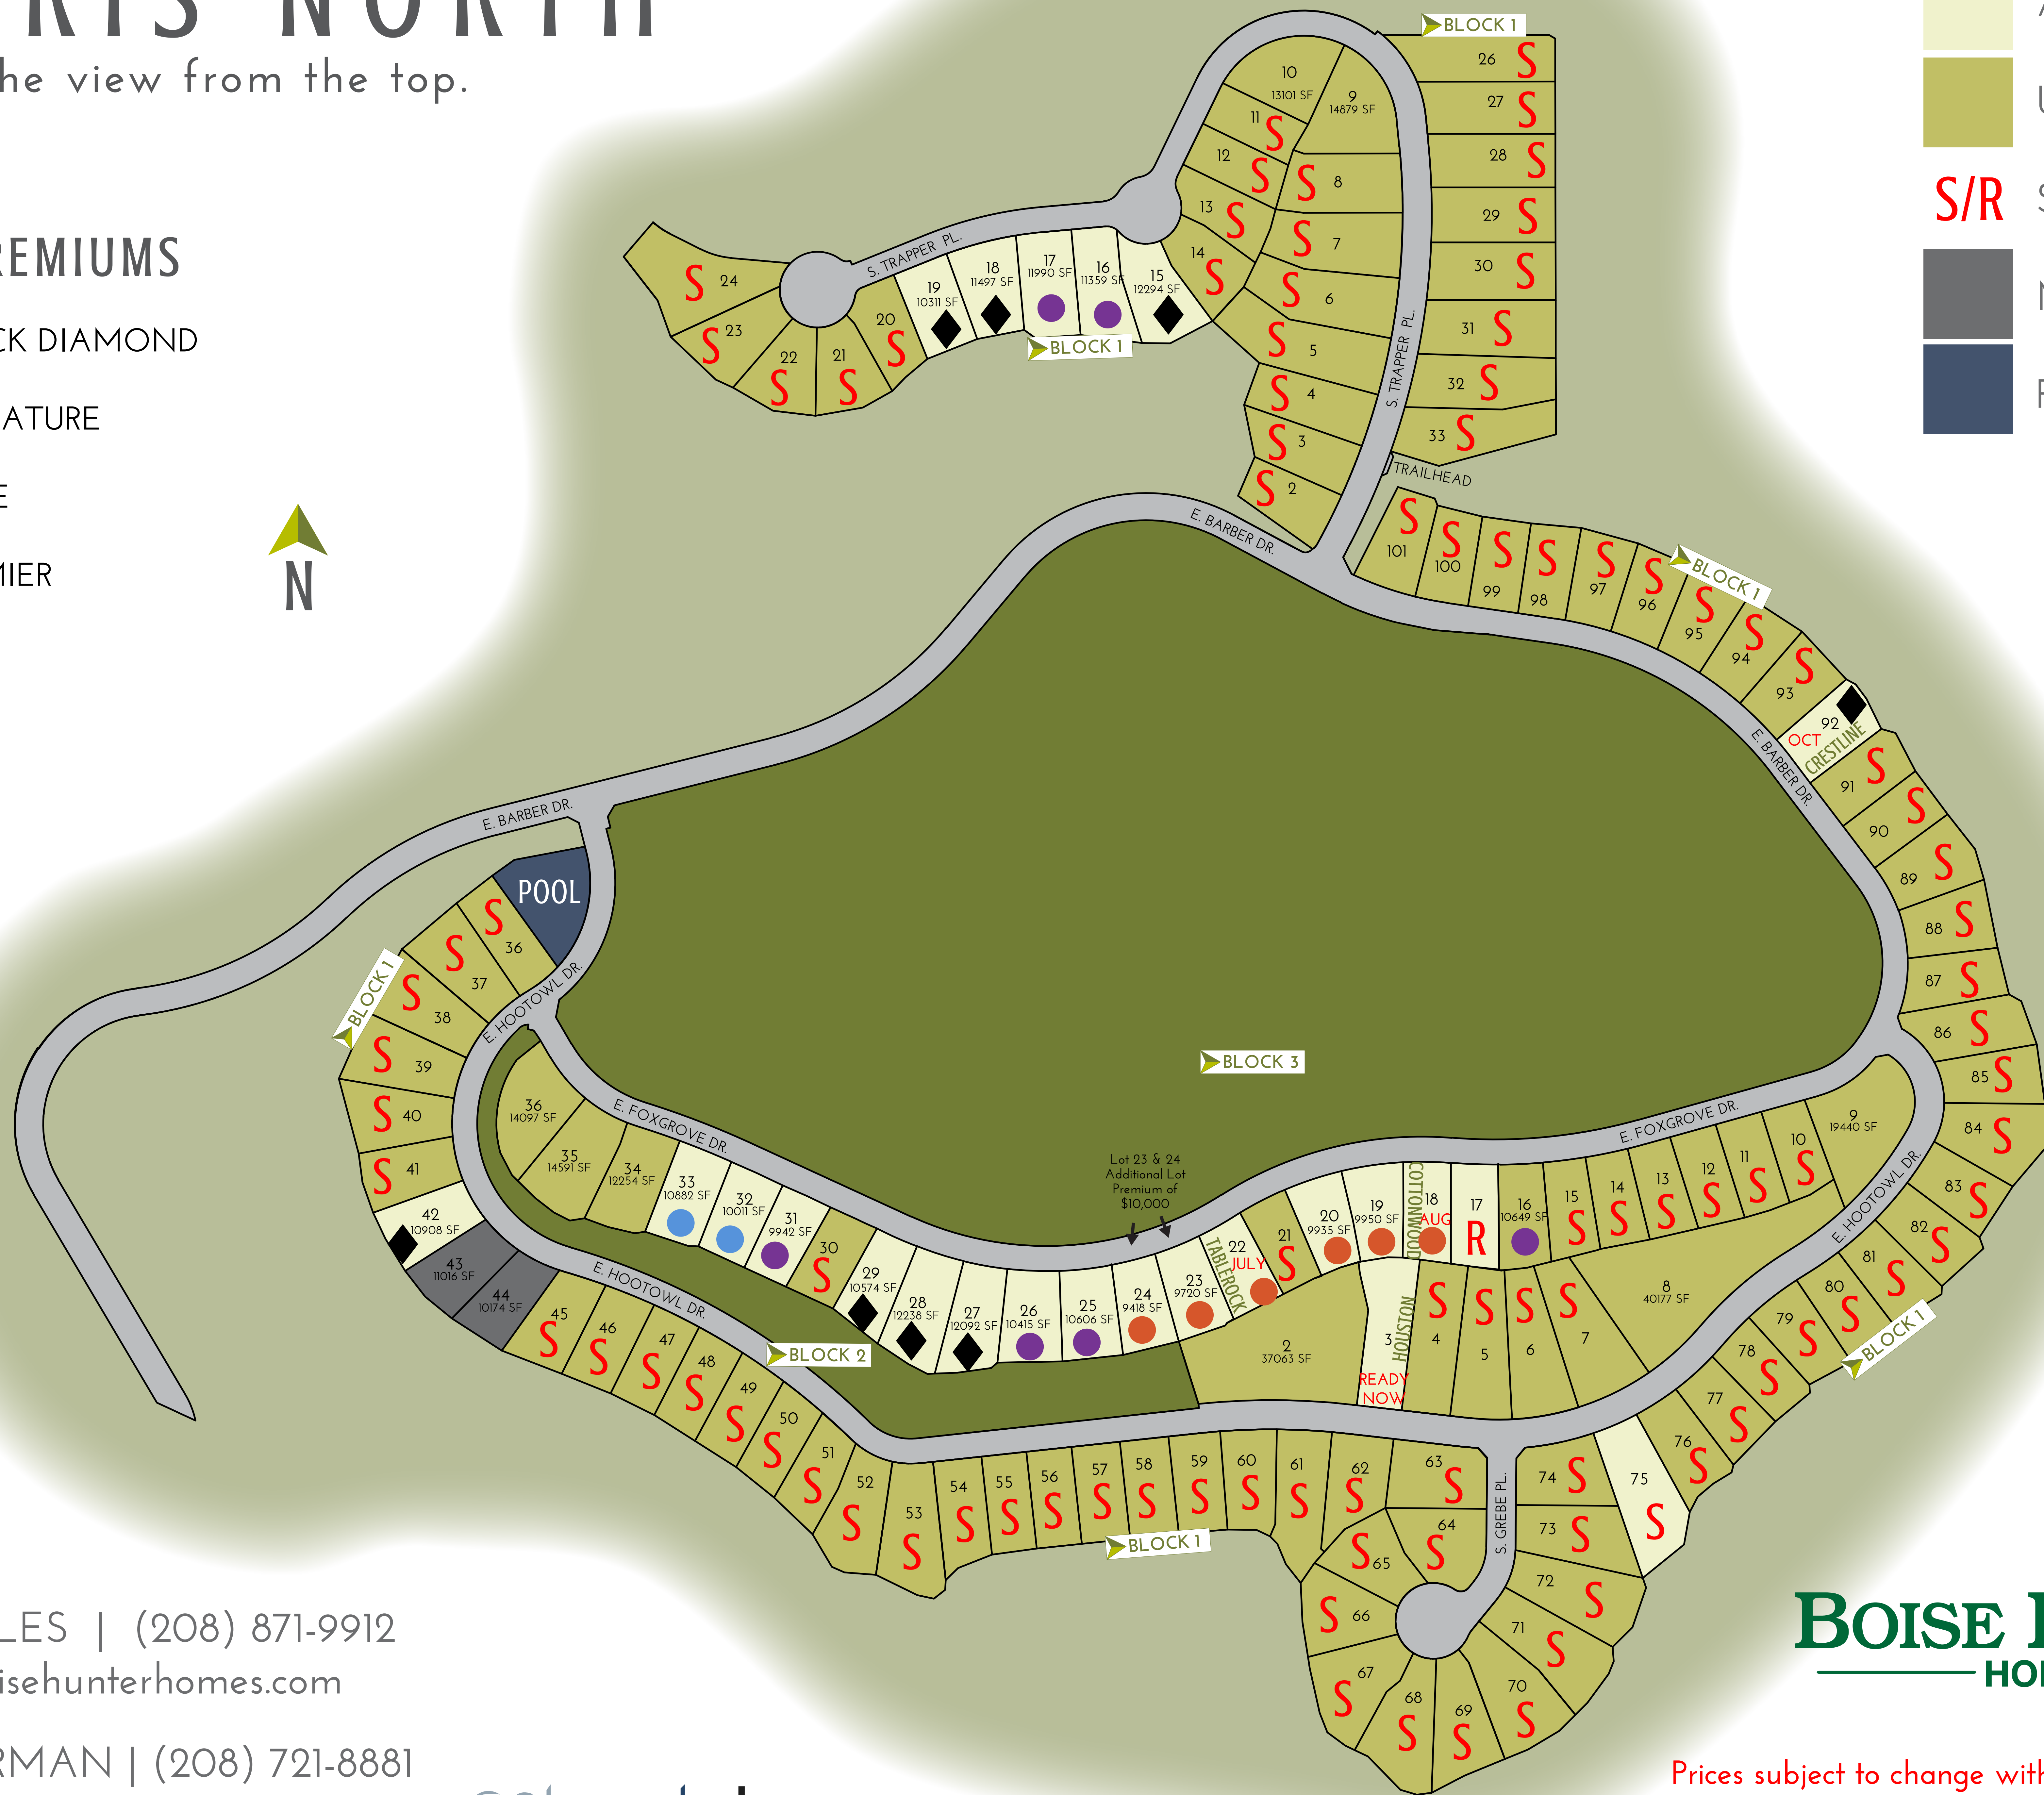 RTS NORTH
he view from the top.
REMIUMS
CK DIAMOND
ATURE
E
MIER
N
S/R
BLOCK 1
26 S
27 S
28 S
29 S
30 S
31 S
32 S
33 S
10
13101 SF
9
14879 SF
11 S
12 S
13 S
14 S
8 S
7 S
6 S
5 S
4 S
3 S
2 S
S. TRAPPER PL.
S. TRAPPER PL.
24 S
23 S
22 S
21 S
20 S
19
10311 SF
18
11497 SF
17
11990 SF
16
11359 SF
15
12294 SF
BLOCK 1
TRAILHEAD
E. BARBER DR.
101 S
100 S
99 S
98 S
97 S
96 S
95 S
94 S
93 S
BLOCK 1
92
OCT
CRESTLINE
E. BARBER DR.
91 S
90 S
89 S
88 S
87 S
86 S
85 S
84 S
83 S
82 S
81 S
80 S
79 S
78 S
77 S
76 S
75 S
BLOCK 1
E. BARBER DR.
POOL
36 S
37 S
38 S
39 S
40 S
41 S
BLOCK 1
E. HOOTOWL DR.
42
10908 SF
43
11016 SF
44
10174 SF
45 S
46 S
47 S
48 S
49 S
50 S
51 S
52 S
53 S
54 S
55 S
56 S
57 S
58 S
59 S
60 S
61 S
62 S
63 S
64 S
65 S
66 S
67 S
68 S
69 S
70 S
71 S
72 S
73 S
74 S
BLOCK 1
S. GREBE PL.
E. HOOTOWL DR.
BLOCK 2
BLOCK 3
E. FOXGROVE DR.
36
14097 SF
35
14591 SF
34
12254 SF
33
10882 SF
32
10011 SF
31
9942 SF
30 S
29
10574 SF
28
12238 SF
27
12092 SF
26
10415 SF
25
10606 SF
24
9418 SF
23
9720 SF
Lot 23 & 24
Additional Lot
Premium of
$10,000
22
JULY
TABLEROCK
21 S
20
9935 SF
19
9950 SF
COTTONWOOD
18
AUG
17
R
16
10649 SF
15 S
14 S
13 S
12 S
11 S
10 S
9
19440 SF
E. FOXGROVE DR.
E. HOOTOWL DR.
2
37063 SF
3
HOUSTON
READY
NOW
4 S
5 S
6 S
7 S
8
40177 SF
LES | (208) 871-9912
isehunterhomes.com
RMAN | (208) 721-8881
BOISE
HO
Prices subject to change with